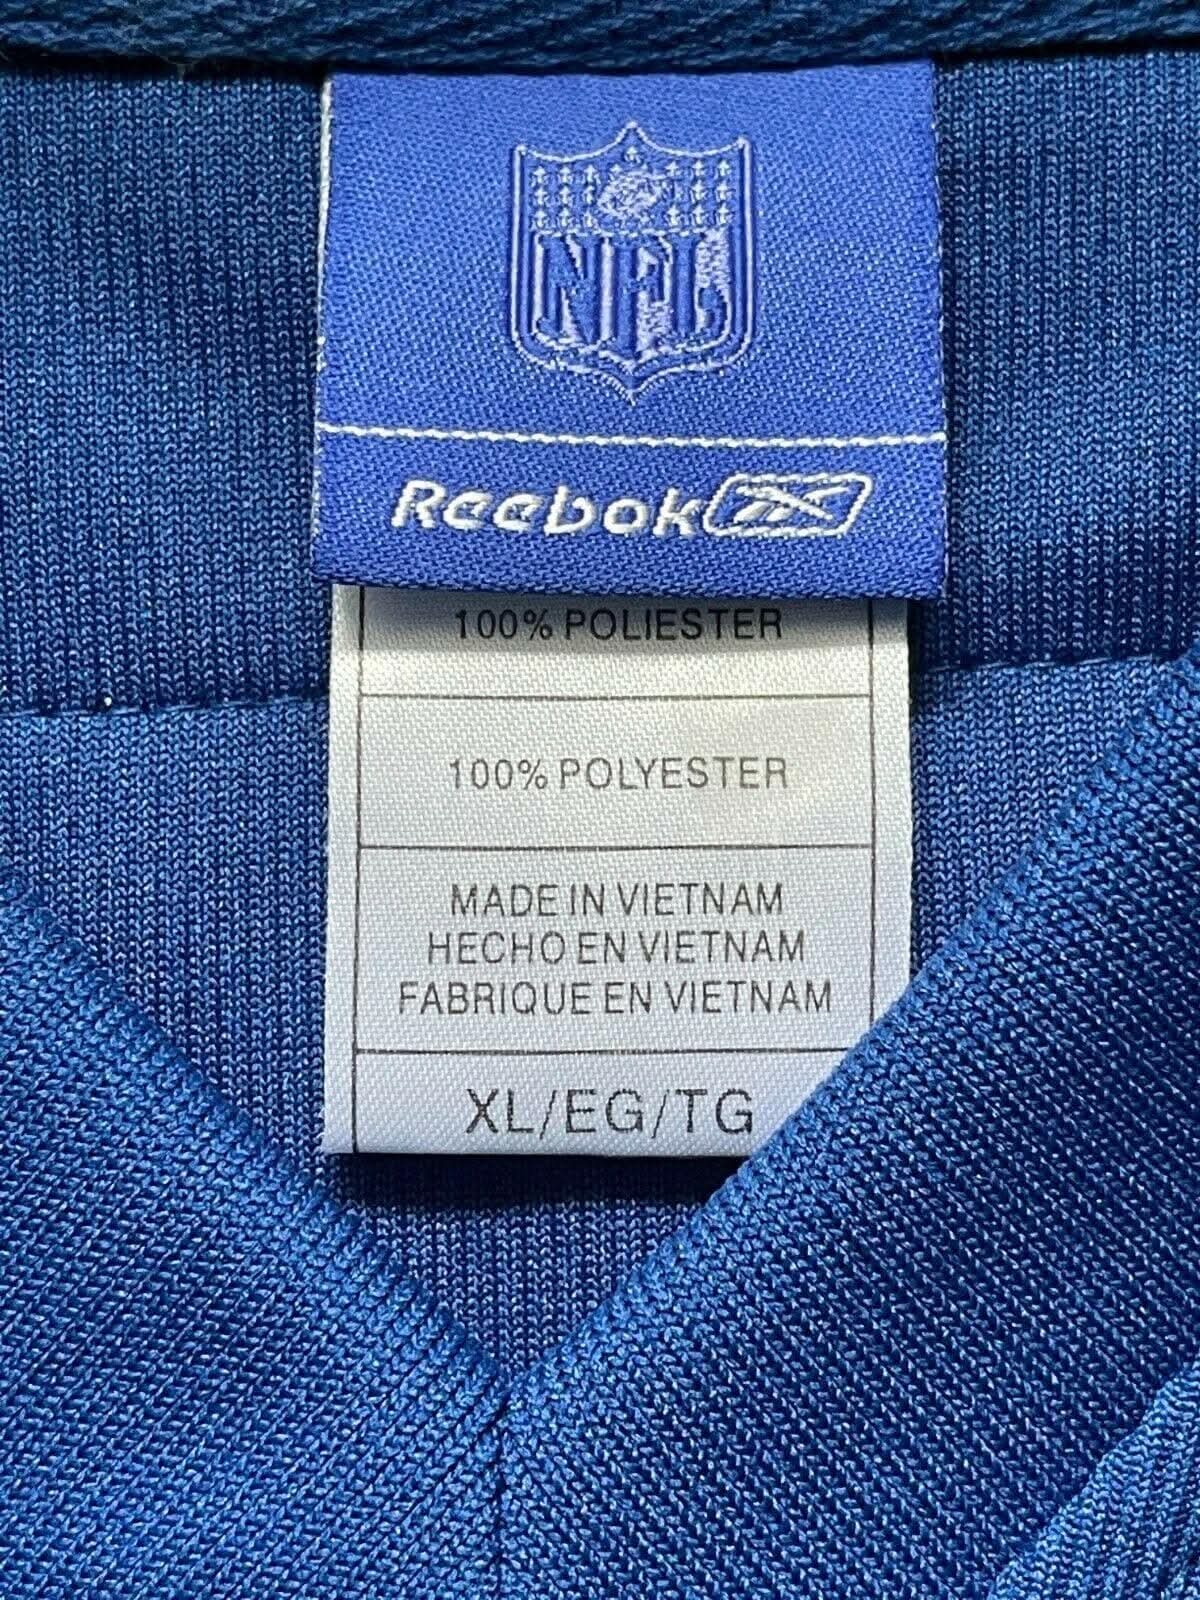 NFL
Reebok
100% POLIESTER
100% POLYESTER
MADE IN VIETNAM
HECHO EN VIETNAM
FABRIQUE EN VIETNAM
XL/EG/TG